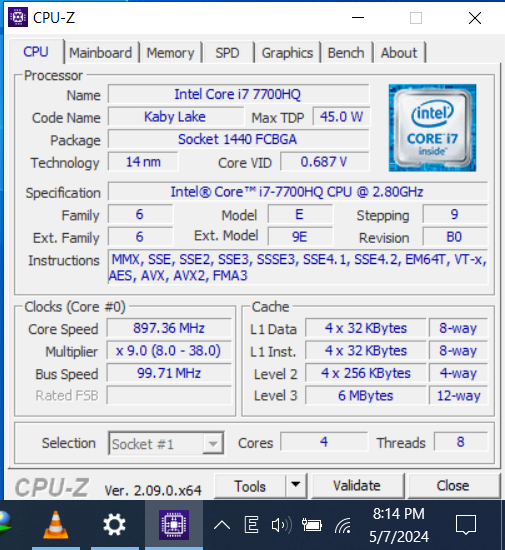 CPU-Z
CPU Mainboard Memory SPD Graphics Bench About
Processor
Name Intel Core i7 7700HQ
Code Name Kaby Lake Max TDP 45.0 W
Package Socket 1440 FCBGA
Technology 14 nm Core VID 0.687 V
intel
CORE i7
inside
Specification Intel® Core™ i7-7700HQ CPU @ 2.80GHz
Family 6 Model E Stepping 9
Ext. Family 6 Ext. Model 9E Revision B0
Instructions MMX, SSE, SSE2, SSE3, SSSE3, SSE4.1, SSE4.2, EM64T, VT-x,
AES, AVX, AVX2, FMA3
Clocks (Core #0)
Core Speed 897.36 MHz
Multiplier x 9.0 (8.0 - 38.0)
Bus Speed 99.71 MHz
Rated FSB
Cache
L1 Data 4 x 32 KBytes 8-way
L1 Inst. 4 x 32 KBytes 8-way
Level 2 4 x 256 KBytes 4-way
Level 3 6 MBytes 12-way
Selection Socket #1 Cores 4 Threads 8
CPU-Z Ver. 2.09.0.x64 Tools Validate Close
E
8:14 PM
5/7/2024